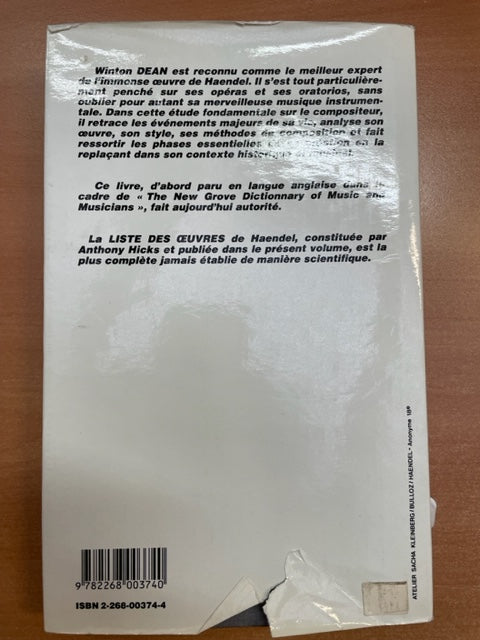 Winton DEAN est reconnu comme le meilleur expert
de l'immense œuvre de Haendel. Il s'est tout particulière-
ment penché sur ses opéras et ses oratorios, sans
oublier pour autant sa merveilleuse musique instrumen-
tale. Dans cette étude fondamentale sur le compositeur,
il retrace les événements majeurs de sa vie, analyse son
œuvre, son style, ses méthodes de composition et fait
ressortir les phases essentielles en la
replaçant dans son contexte historique et musical.
Ce livre, d'abord paru en langue anglaise dans le
cadre de « The New Grove Dictionnary of Music and
Musicians », fait aujourd'hui autorité.
La LISTE DES ŒUVRES de Haendel, constituée par
Anthony Hicks et publiée dans le présent volume, est la
plus complète jamais établie de manière scientifique.
ATELIER SACHA KLEINBERG/BULLOZ/HAENDEL - Anonyme 18e
9 782268 003740
ISBN 2-268-00374-4